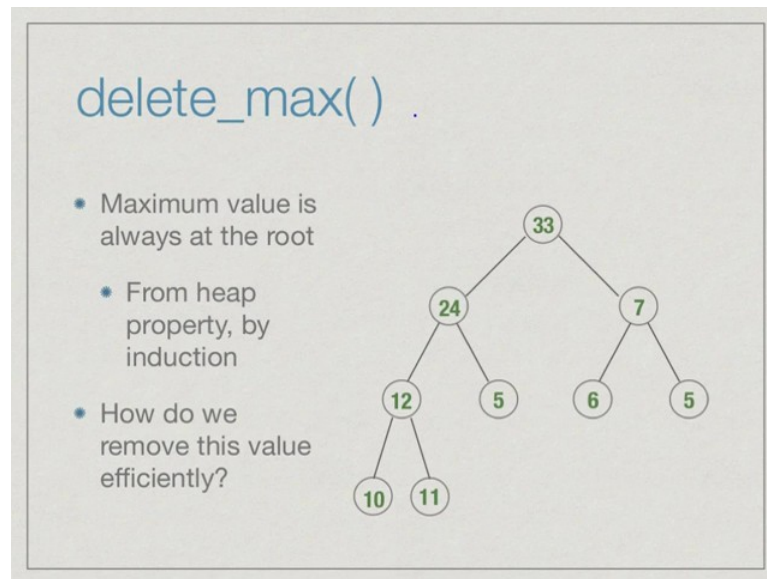 delete_max( ) .
• Maximum value is
always at the root
• From heap
property, by
induction
• How do we
remove this value
efficiently?
33
24 7
12 5 6 5
10 11